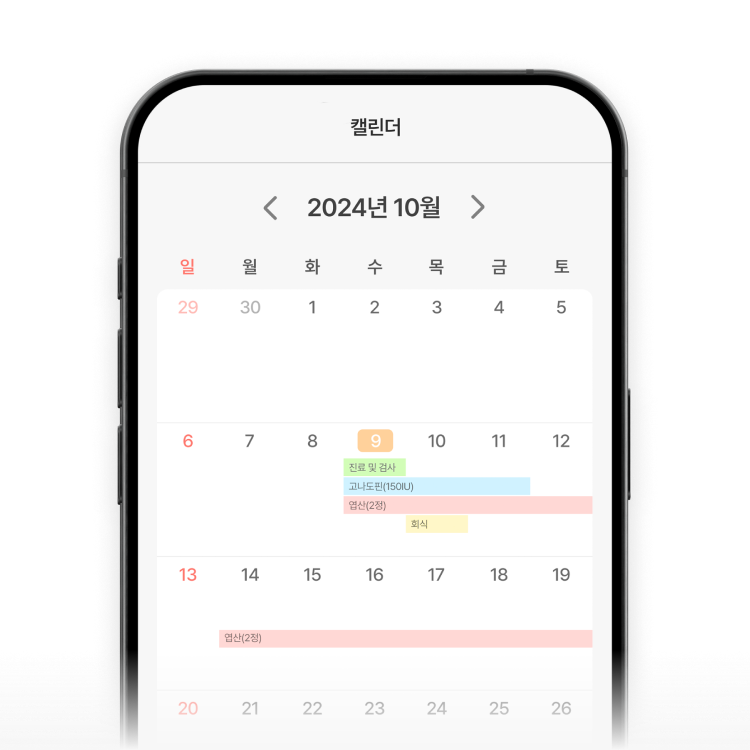 캘린더
2024년 10월
일 월 화 수 목 금 토
29 30 1 2 3 4 5
6 7 8 9 10 11 12
진료 및 검사
고나도핀(150IU)
엽산(2정)
회식
13 14 15 16 17 18 19
엽산(2정)
20 21 22 23 24 25 26